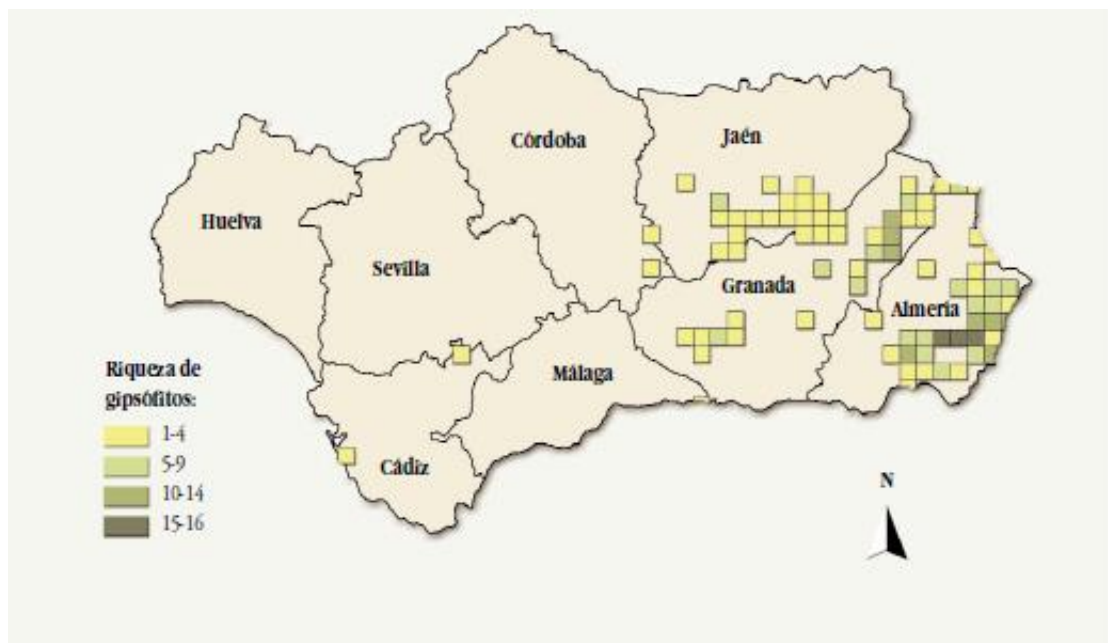 Córdoba
Jaén
Huelva
Sevilla
Granada
Almería
Málaga
Cádiz
Riqueza de
gipsófitos:
1-4
5-9
10-14
15-16
N